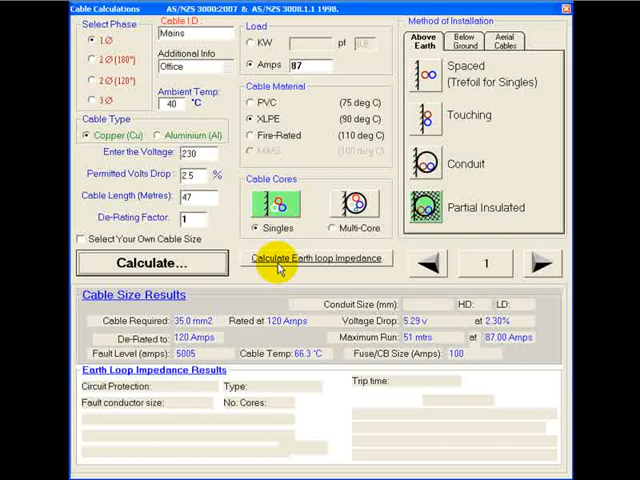 Cable Calculations AS/NZS 3000:2007 & AS/NZS 3008.1.1 1998.
Select Phase
1 Ø
2 Ø (180°)
2 Ø (120°)
3 Ø
Cable I.D :
Mains
Additional Info
Office
Ambient Temp:
40 °C
Cable Type
Copper (Cu) Aluminium (Al)
Enter the Voltage: 230
Permitted Volts Drop: 2.5 %
Cable Length (Metres): 47
De-Rating Factor: 1
Select Your Own Cable Size
Calculate...
Load
KW pf 0.8
Amps 87
Cable Material
PVC (75 deg C)
XLPE (90 deg C)
Fire-Rated (110 deg C)
MIMS (100 deg C)
Cable Cores
Singles Multi-Core
Calculate Earth loop Impedance
Method of Installation
Above Earth
Below Ground
Aerial Cables
Spaced
(Trefoil for Singles)
Touching
Conduit
Partial Insulated
1
Cable Size Results
Conduit Size (mm): HD: LD:
Cable Required: 35.0 mm2 Rated at 120 Amps Voltage Drop: 5.29 v at 2.30%
De-Rated to: 120 Amps Maximum Run: 51 mtrs at 87.00 Amps
Fault Level (amps): 5005 Cable Temp: 66.3 °C Fuse/CB Size (Amps): 100
Earth Loop Impedance Results
Circuit Protection: Type: Trip time:
Fault conductor size: No. Cores: